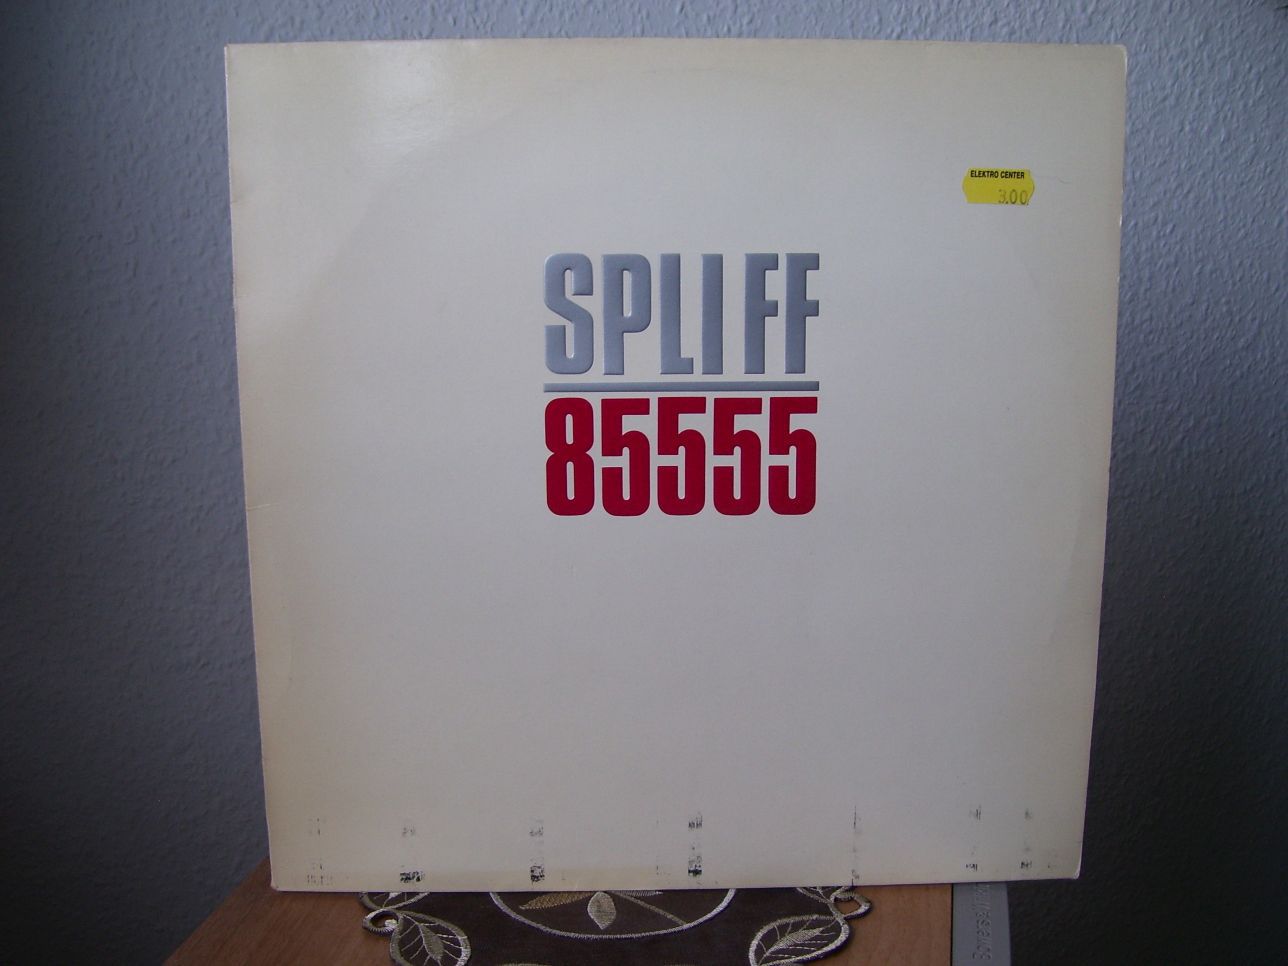 ELEKTRO CENTER
3.00
SPLIFF
85555